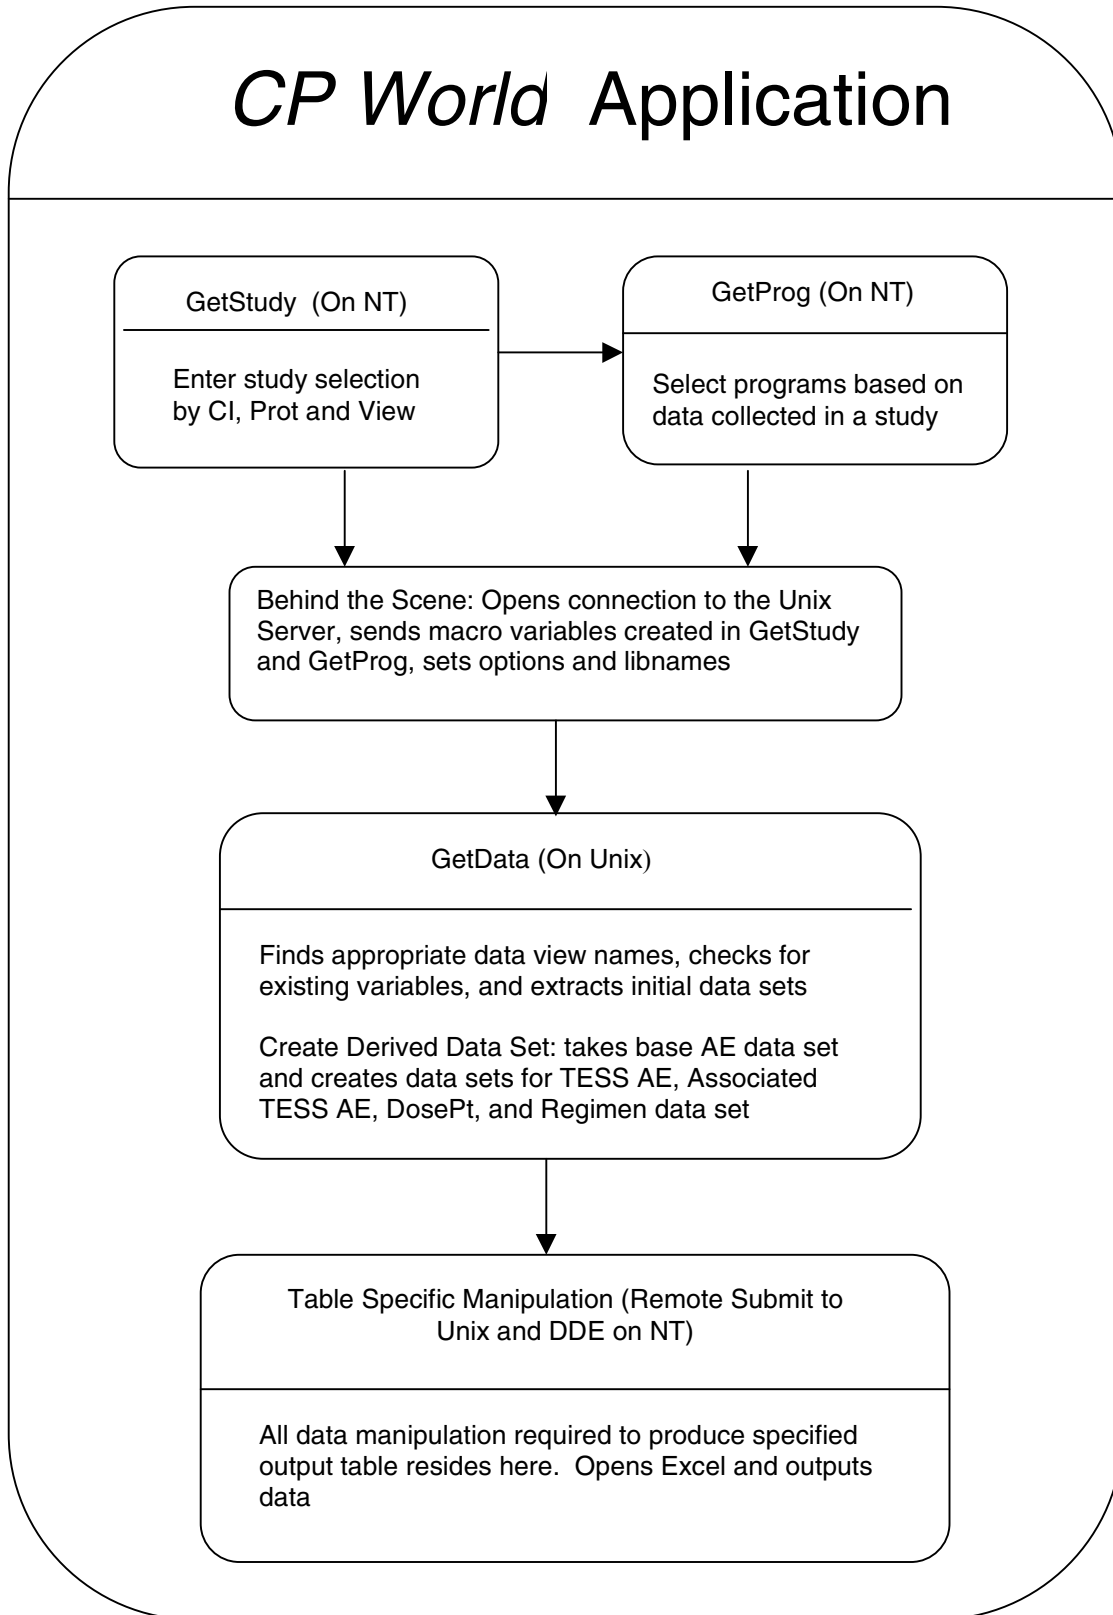 CP World Application
GetStudy (On NT)
Enter study selection
by CI, Prot and View
GetProg (On NT)
Select programs based on
data collected in a study
Behind the Scene: Opens connection to the Unix
Server, sends macro variables created in GetStudy
and GetProg, sets options and libnames
GetData (On Unix)
Finds appropriate data view names, checks for
existing variables, and extracts initial data sets
Create Derived Data Set: takes base AE data set
and creates data sets for TESS AE, Associated
TESS AE, DosePt, and Regimen data set
Table Specific Manipulation (Remote Submit to
Unix and DDE on NT)
All data manipulation required to produce specified
output table resides here.  Opens Excel and outputs
data